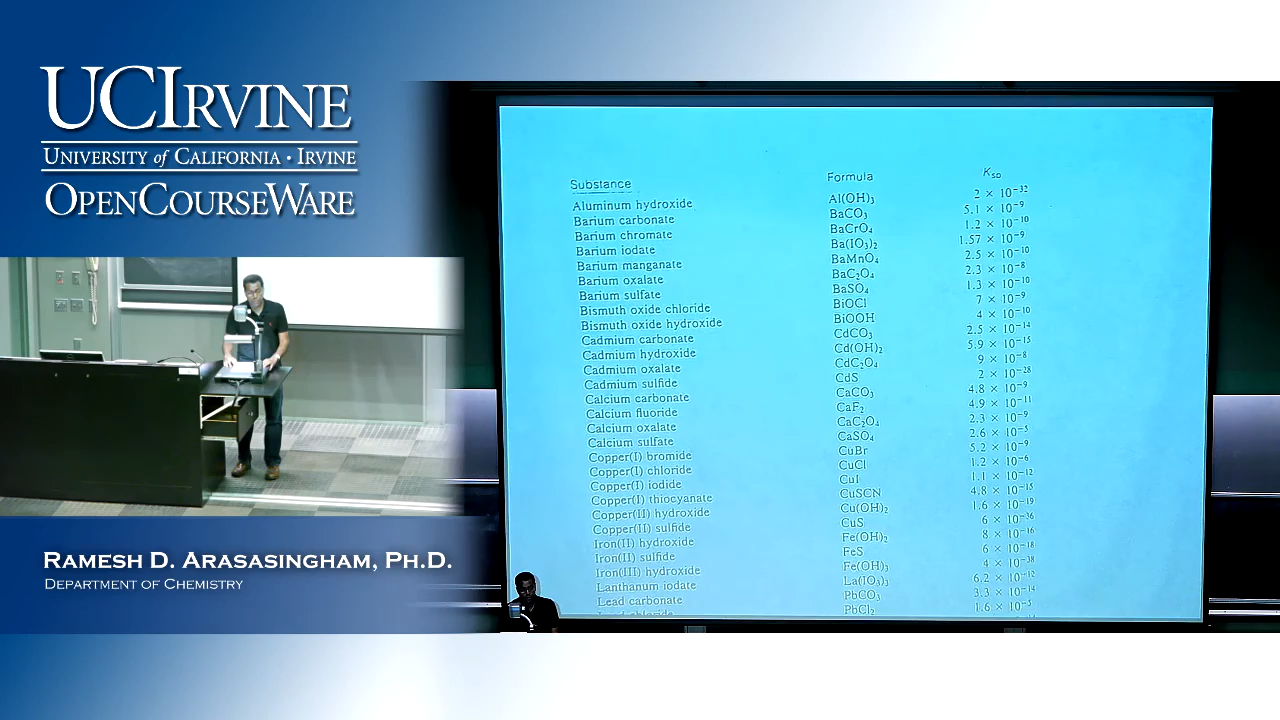 UCIRVINE
UNIVERSITY of CALIFORNIA · IRVINE
OPENCOURSEWARE
RAMESH D. ARASASINGHAM, PH.D.
DEPARTMENT OF CHEMISTRY
Substance Formula Kₛₚ
Aluminum hydroxide Al(OH)₃ 2 × 10⁻³²
Barium carbonate BaCO₃ 5.1 × 10⁻⁹
Barium chromate BaCrO₄ 1.2 × 10⁻¹⁰
Barium iodate Ba(IO₃)₂ 1.57 × 10⁻⁹
Barium manganate BaMnO₄ 2.5 × 10⁻¹⁰
Barium oxalate BaC₂O₄ 2.3 × 10⁻⁸
Barium sulfate BaSO₄ 1.3 × 10⁻¹⁰
Bismuth oxide chloride BiOCl 7 × 10⁻⁹
Bismuth oxide hydroxide BiOOH 4 × 10⁻¹⁰
Cadmium carbonate CdCO₃ 2.5 × 10⁻¹⁴
Cadmium hydroxide Cd(OH)₂ 5.9 × 10⁻¹⁵
Cadmium oxalate CdC₂O₄ 9 × 10⁻⁸
Cadmium sulfide CdS 2 × 10⁻²⁸
Calcium carbonate CaCO₃ 4.8 × 10⁻⁹
Calcium fluoride CaF₂ 4.9 × 10⁻¹¹
Calcium oxalate CaC₂O₄ 2.3 × 10⁻⁹
Calcium sulfate CaSO₄ 2.6 × 10⁻⁵
Copper(I) bromide CuBr 5.2 × 10⁻⁹
Copper(I) chloride CuCl 1.2 × 10⁻⁶
Copper(I) iodide CuI 1.1 × 10⁻¹²
Copper(I) thiocyanate CuSCN 4.8 × 10⁻¹⁵
Copper(II) hydroxide Cu(OH)₂ 1.6 × 10⁻¹⁹
Copper(II) sulfide CuS 6 × 10⁻³⁶
Iron(II) hydroxide Fe(OH)₂ 8 × 10⁻¹⁶
Iron(II) sulfide FeS 6 × 10⁻¹⁸
Iron(III) hydroxide Fe(OH)₃ 4 × 10⁻³⁸
Lanthanum iodate La(IO₃)₃ 6.2 × 10⁻¹²
Lead carbonate PbCO₃ 3.3 × 10⁻¹⁴
PbCl₂ 1.6 × 10⁻⁵